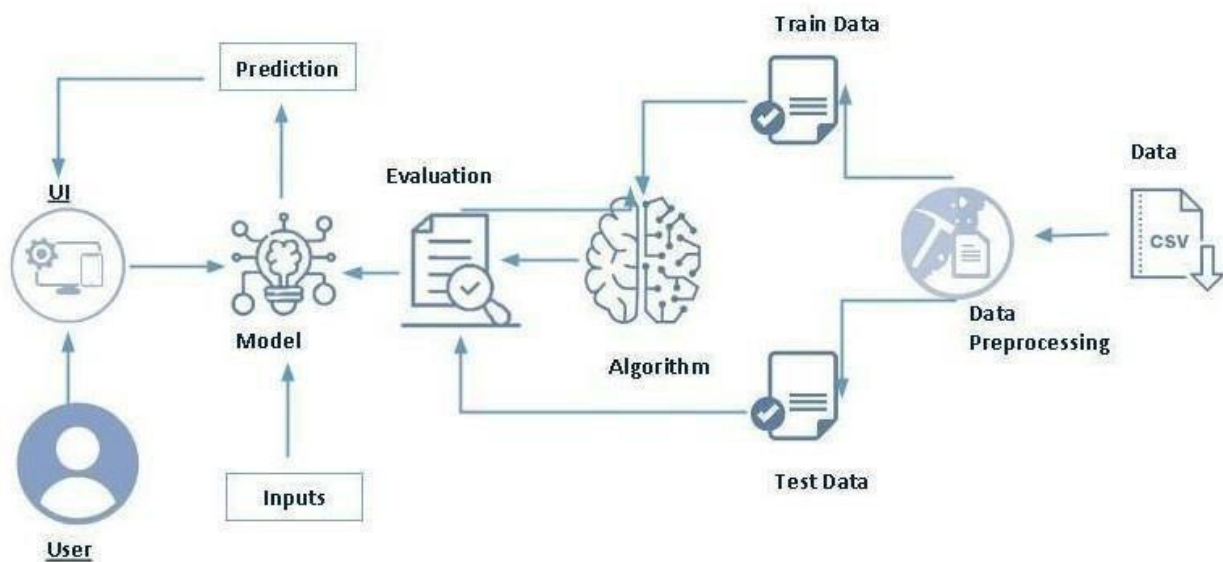 Train Data
Prediction
Data
Evaluation
UI
CSV
Model
Data
Preprocessing
Algorithm
Test Data
Inputs
User